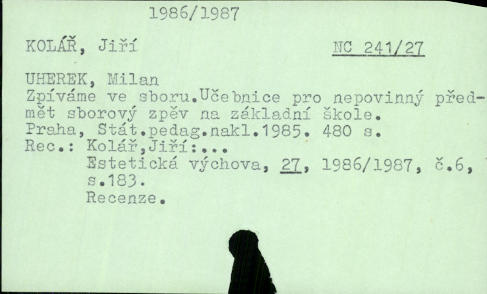 1986/1987
KOLÁŘ, Jiří NC 241/27
UHEREK, Milan
Zpíváme ve sboru.Učebnice pro nepovinný před-
mět sborový zpěv na základní škole.
Praha, Stát.pedag.nakl.1985. 480 s.
Rec.: Kolář,Jiří:...
Estetická výchova, 27, 1986/1987, č.6,
s.183.
Recenze.